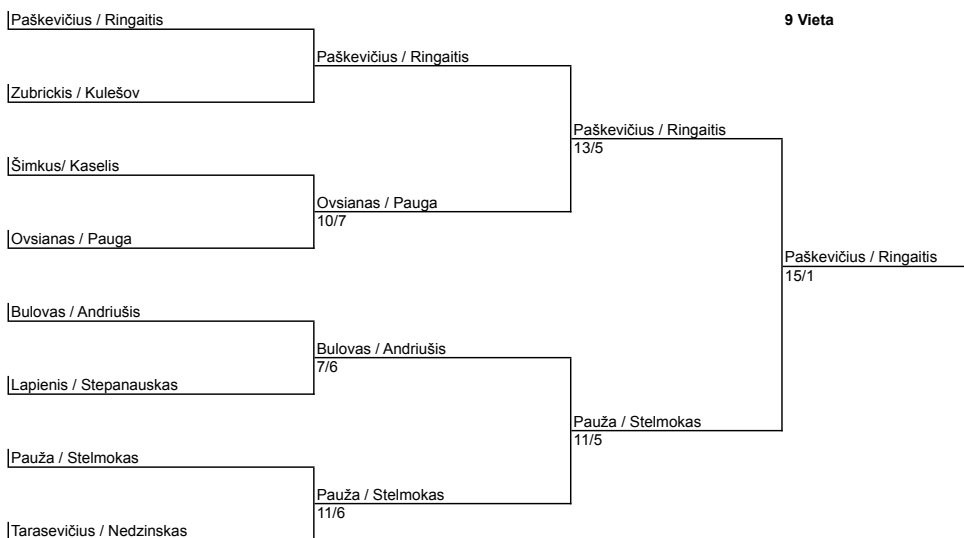 Paškevičius / Ringaitis
9 Vieta
Paškevičius / Ringaitis
Zubrickis / Kulešov
Paškevičius / Ringaitis
13/5
Šimkus/ Kaselis
Ovsianas / Pauga
10/7
Ovsianas / Pauga
Paškevičius / Ringaitis
15/1
Bulovas / Andriušis
Bulovas / Andriušis
7/6
Lapienis / Stepanauskas
Pauža / Stelmokas
11/5
Pauža / Stelmokas
Pauža / Stelmokas
11/6
Tarasevičius / Nedzinskas